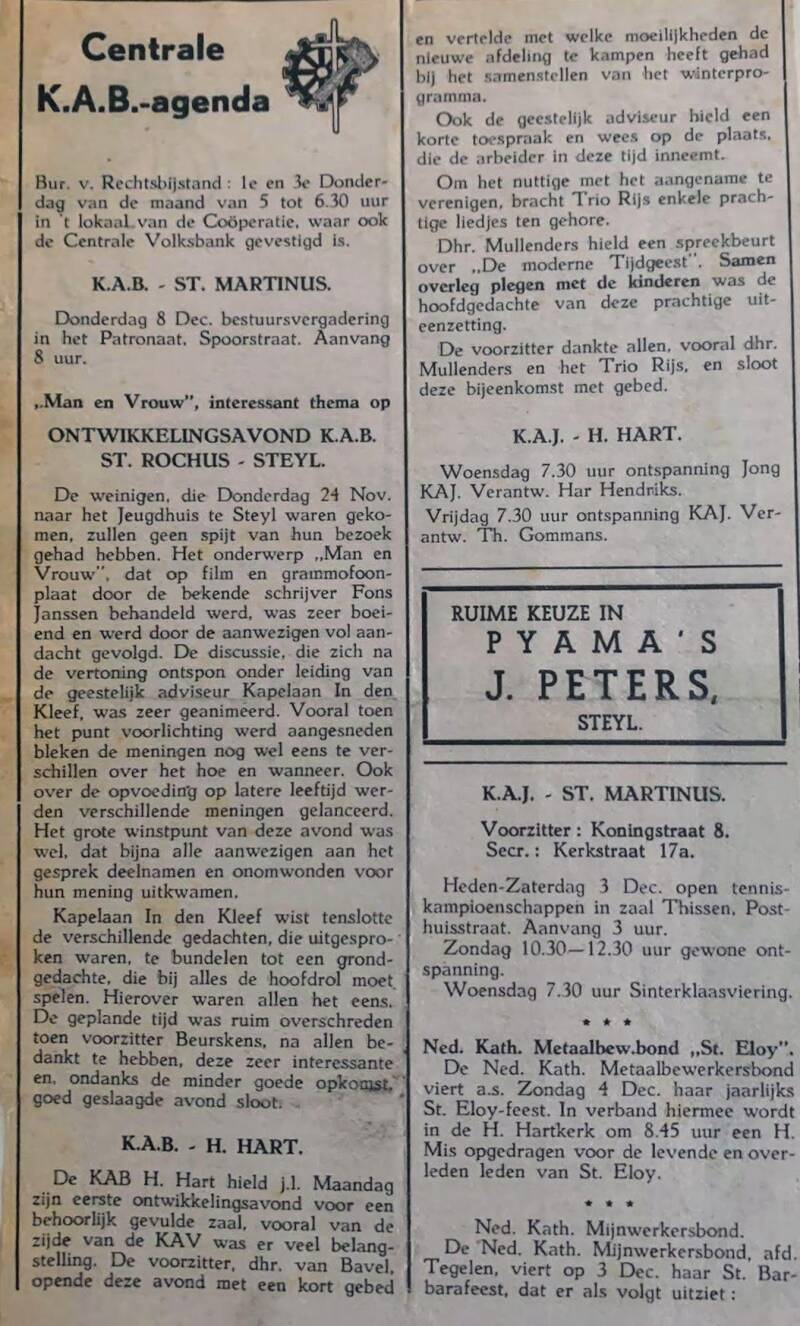 Centrale
K.A.B.-agenda
Bur. v. Rechtsbijstand : 1e en 3e Donder-
dag van de maand van 5 tot 6.30 uur
in 't lokaal van de Coöperatie, waar ook
de Centrale Volksbank gevestigd is.
K.A.B. - ST. MARTINUS.
Donderdag 8 Dec. bestuursvergadering
in het Patronaat, Spoorstraat. Aanvang
8 uur.
„Man en Vrouw", interessant thema op
ONTWIKKELINGSAVOND K.A.B.
ST. ROCHUS - STEYL.
De weinigen, die Donderdag 24 Nov.
naar het Jeugdhuis te Steyl waren geko-
men, zullen geen spijt van hun bezoek
gehad hebben. Het onderwerp „Man en
Vrouw", dat op film en grammofoon-
plaat door de bekende schrijver Fons
Janssen behandeld werd, was zeer boei-
end en werd door de aanwezigen vol aan-
dacht gevolgd. De discussie, die zich na
de vertoning ontspon onder leiding van
de geestelijk adviseur Kapelaan In den
Kleef, was zeer geanimeerd. Vooral toen
het punt voorlichting werd aangesneden
bleken de meningen nog wel eens te ver-
schillen over het hoe en wanneer. Ook
over de opvoeding op latere leeftijd wer-
den verschillende meningen gelanceerd.
Het grote winstpunt van deze avond was
wel, dat bijna alle aanwezigen aan het
gesprek deelnamen en onomwonden voor
hun mening uitkwamen.
Kapelaan In den Kleef wist tenslotte
de verschillende gedachten, die uitgespro-
ken waren, te bundelen tot een grond-
gedachte, die bij alles de hoofdrol moet
spelen. Hierover waren allen het eens.
De geplande tijd was ruim overschreden
toen voorzitter Beurskens, na allen be-
dankt te hebben, deze zeer interessante
en, ondanks de minder goede opkomst,
goed geslaagde avond sloot.
K.A.B. - H. HART.
De KAB H. Hart hield j.l. Maandag
zijn eerste ontwikkelingsavond voor een
behoorlijk gevulde zaal, vooral van de
zijde van de KAV was er veel belang-
stelling. De voorzitter, dhr. van Bavel,
opende deze avond met een kort gebed
en vertelde met welke moeilijkheden de
nieuwe afdeling te kampen heeft gehad
bij het samenstellen van het winterpro-
gramma.
Ook de geestelijk adviseur hield een
korte toespraak en wees op de plaats,
die de arbeider in deze tijd inneemt.
Om het nuttige met het aangename te
verenigen, bracht Trio Rijs enkele prach-
tige liedjes ten gehore.
Dhr. Mullenders hield een spreekbeurt
over „De moderne Tijdgeest". Samen
overleg plegen met de kinderen was de
hoofdgedachte van deze prachtige uit-
eenzetting.
De voorzitter dankte allen, vooral dhr.
Mullenders en het Trio Rijs, en sloot
deze bijeenkomst met gebed.
K.A.J. - H. HART.
Woensdag 7.30 uur ontspanning Jong
KAJ. Verantw. Har Hendriks.
Vrijdag 7.30 uur ontspanning KAJ. Ver-
antw. Th. Gommans.
RUIME KEUZE IN
PYAMA'S
J. PETERS,
STEYL.
K.A.J. - ST. MARTINUS.
Voorzitter : Koningstraat 8.
Secr. : Kerkstraat 17a.
Heden-Zaterdag 3 Dec. open tennis-
kampioenschappen in zaal Thissen, Post-
huisstraat. Aanvang 3 uur.
Zondag 10.30—12.30 uur gewone ont-
spanning.
Woensdag 7.30 uur Sinterklaasviering.
* * *
Ned. Kath. Metaalbew.bond „St. Eloy".
De Ned. Kath. Metaalbewerkersbond
viert a.s. Zondag 4 Dec. haar jaarlijks
St. Eloy-feest. In verband hiermee wordt
in de H. Hartkerk om 8.45 uur een H.
Mis opgedragen voor de levende en over-
leden leden van St. Eloy.
* * *
Ned. Kath. Mijnwerkersbond.
De Ned. Kath. Mijnwerkersbond, afd.
Tegelen, viert op 3 Dec. haar St. Bar-
barafeest, dat er als volgt uitziet :